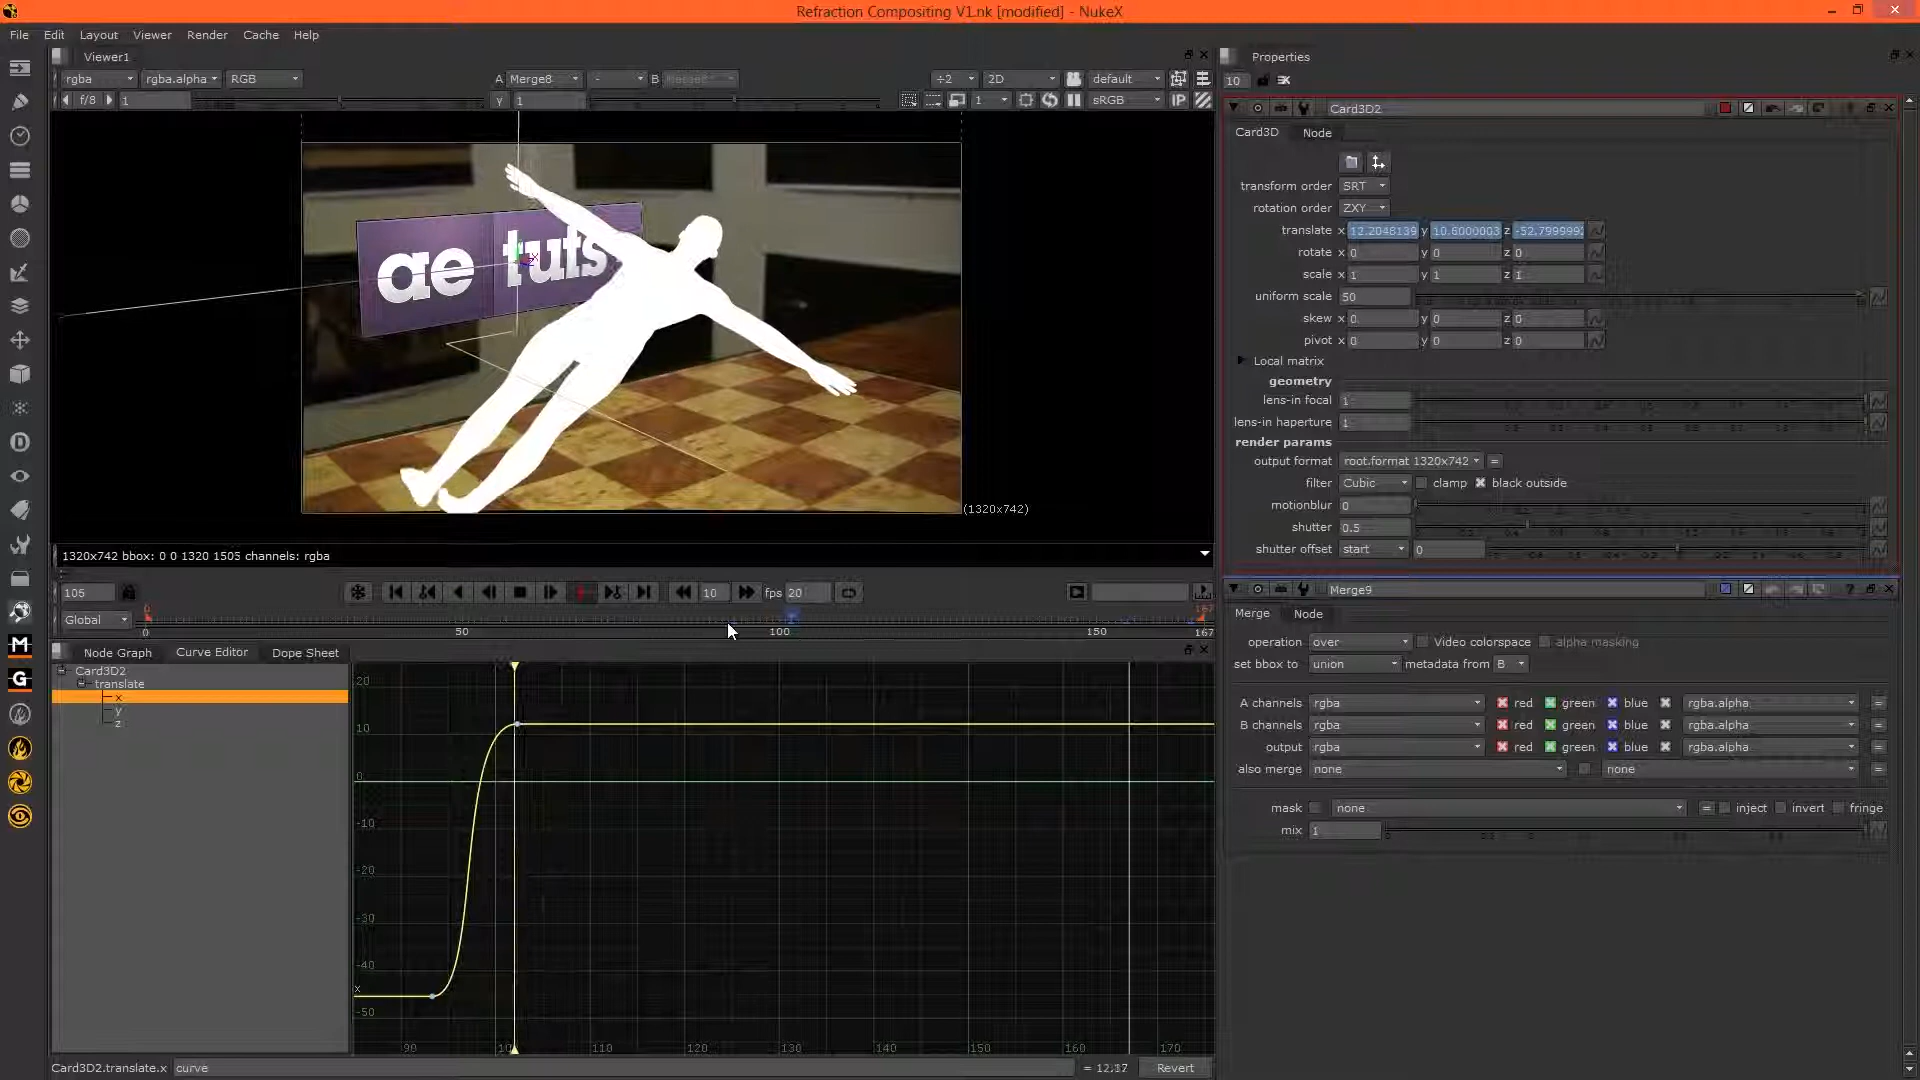 Refraction Compositing V1.nk [modified] - NukeX
File Edit Layout Viewer Render Cache Help
Viewer1
Properties
rgba rgba.alpha RGB A Merge8 - B ÷2 2D default
10
f/8 1 γ 1 1 sRGB IP
Card3D2
Card3D Node
transform order SRT
rotation order ZXY
translate x 12.2048139 y 10.6000003 z -52.7999992
rotate x 0 y 0 z 0
scale x 1 y 1 z 1
uniform scale 50
skew x 0 y 0 z 0
pivot x 0 y 0 z 0
Local matrix
geometry
lens-in focal 1
lens-in haperture 1
render params
output format root.format 1320x742 =
filter Cubic clamp black outside
motionblur 0
shutter 0.5
shutter offset start 0
ae tuts
(1320x742)
1320x742 bbox: 0 0 1320 1503 channels: rgba
105 10 fps 20
Global 0 50 100 150 167
167
Merge9
Merge Node
operation over Video colorspace alpha masking
set bbox to union metadata from B
A channels rgba red green blue rgba.alpha =
B channels rgba red green blue rgba.alpha =
output rgba red green blue rgba.alpha =
also merge none none =
mask none = inject invert fringe
mix 1
Node Graph Curve Editor Dope Sheet
Card3D2
translate
x
y
z
20
10
0
-10
-20
-30
-40
x
-50
90 110 120 130 140 150 160 170
Card3D2.translate.x curve = 12.17 Revert
M
G
D